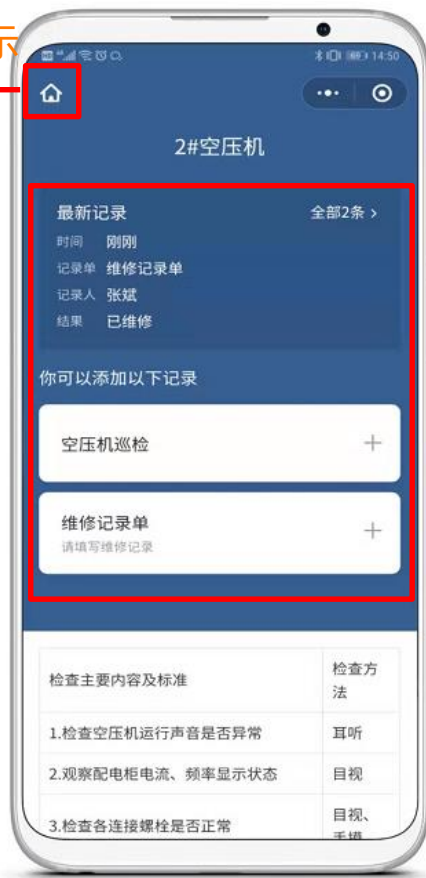 示
14:50
2#空压机
最新记录 全部2条 >
时间 刚刚
记录单 维修记录单
记录人 张斌
结果 已维修
你可以添加以下记录
空压机巡检 +
维修记录单 +
请填写维修记录
检查主要内容及标准 检查方
法
1.检查空压机运行声音是否异常 耳听
2.观察配电柜电流、频率显示状态 目视
3.检查各连接螺栓是否正常 目视、
手摸